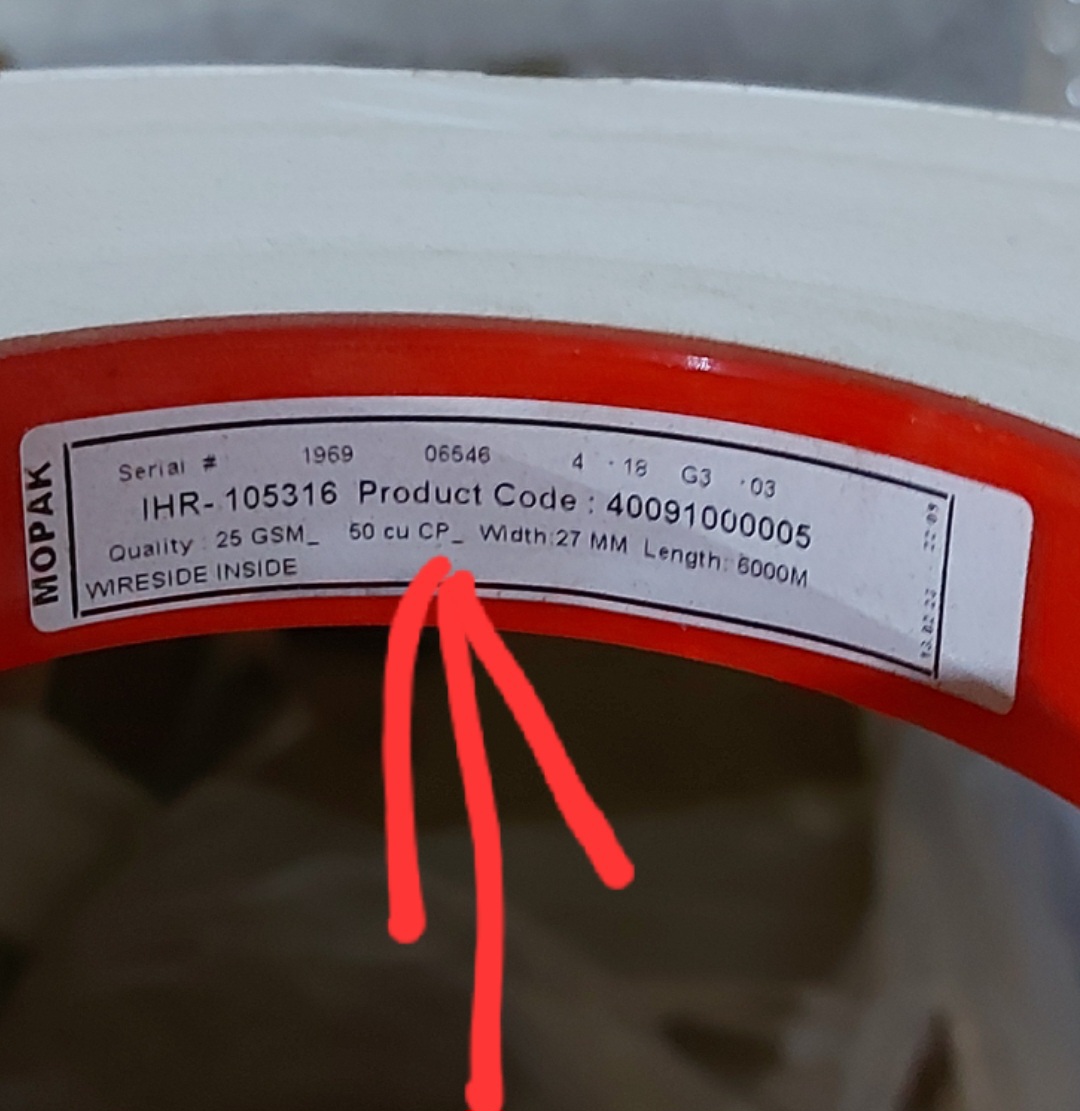 MOPAK
Serial # 1969 06546 4 · 18 G3 · 03
IHR- 105316 Product Code : 40091000005
Quality : 25 GSM_ 50 cu CP_ Width:27 MM Length: 6000M
WIRESIDE INSIDE